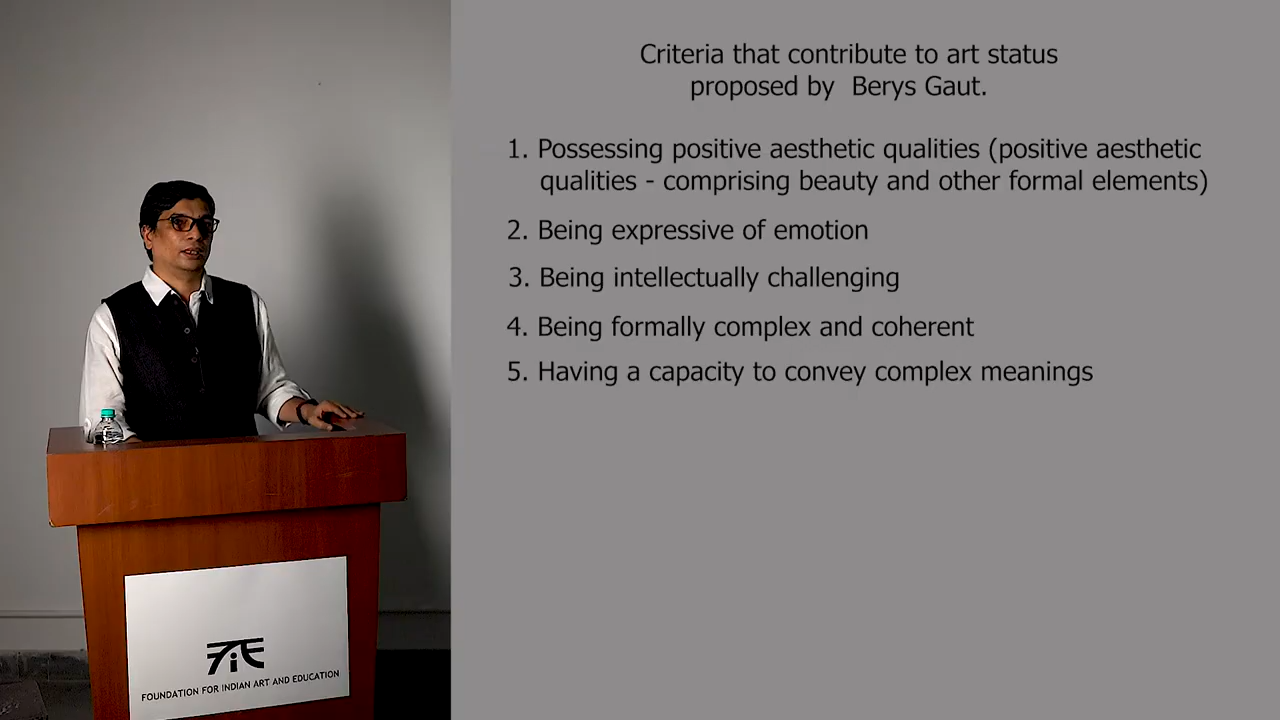 Criteria that contribute to art status
proposed by Berys Gaut.
1. Possessing positive aesthetic qualities (positive aesthetic
qualities - comprising beauty and other formal elements)
2. Being expressive of emotion
3. Being intellectually challenging
4. Being formally complex and coherent
5. Having a capacity to convey complex meanings
FiE
FOUNDATION FOR INDIAN ART AND EDUCATION